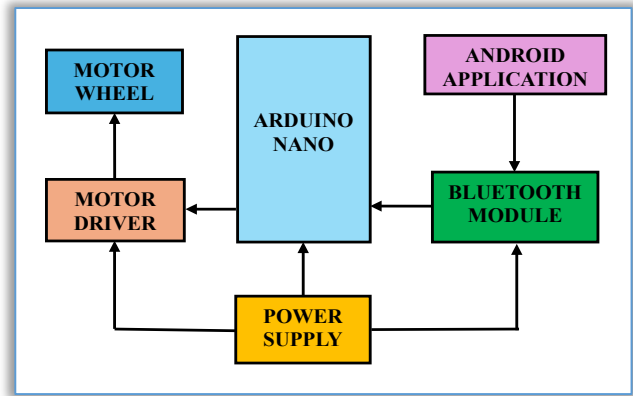 MOTOR
WHEEL
ARDUINO
NANO
ANDROID
APPLICATION
MOTOR
DRIVER
BLUETOOTH
MODULE
POWER
SUPPLY